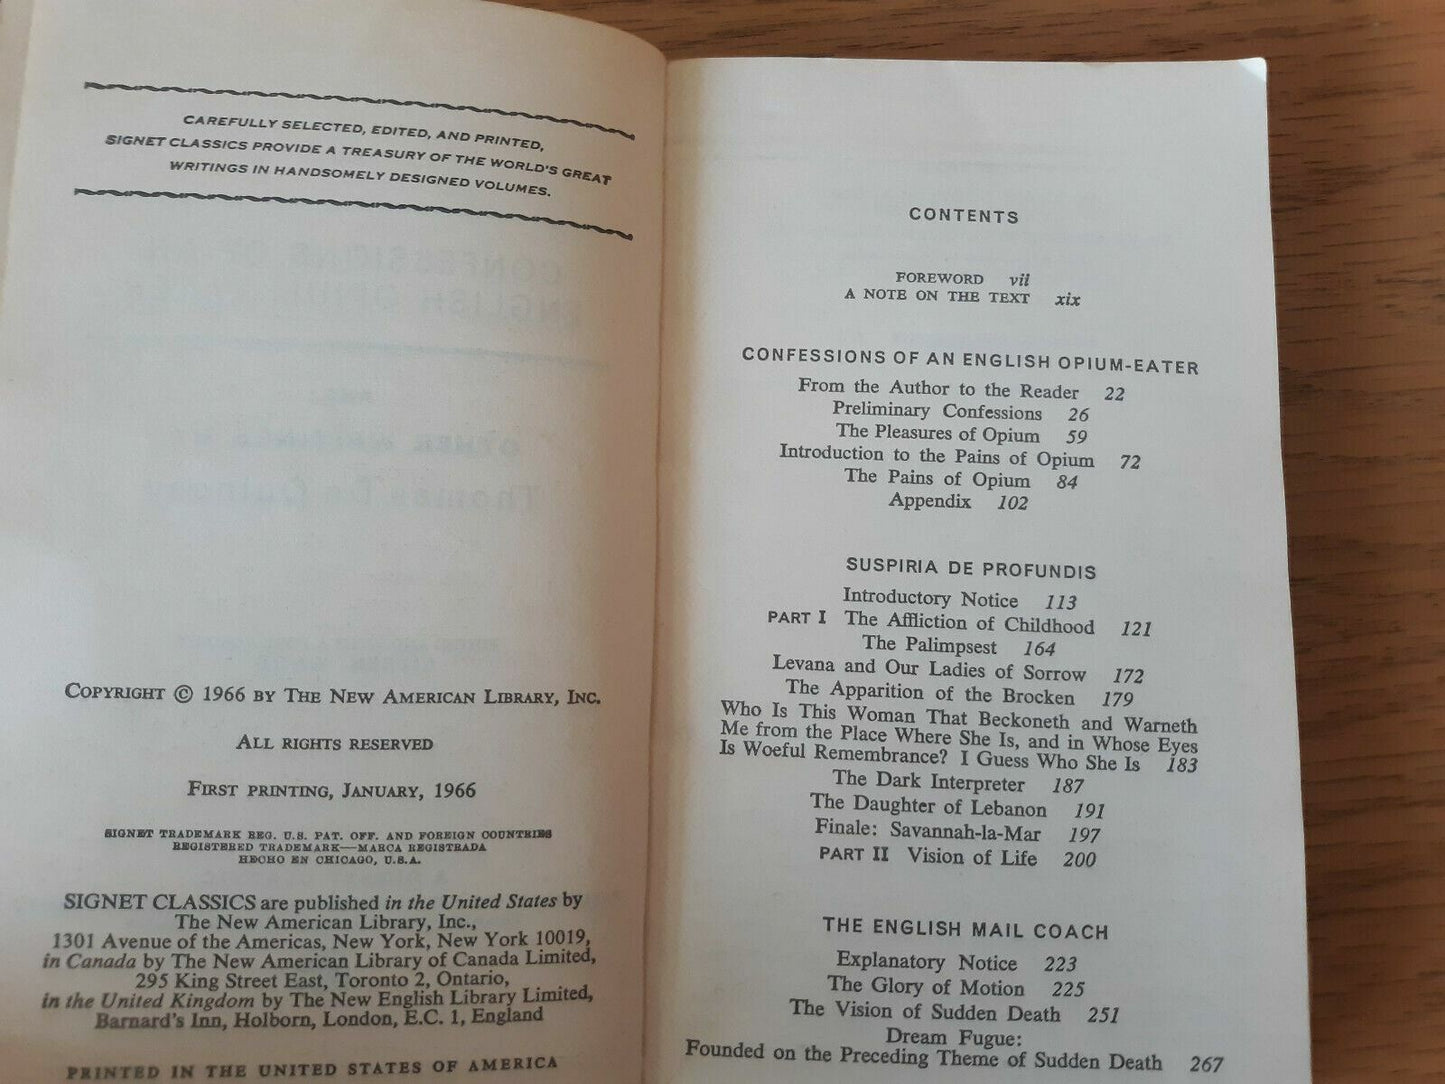 CAREFULLY SELECTED, EDITED, AND PRINTED,
SIGNET CLASSICS PROVIDE A TREASURY OF THE WORLD'S GREAT
WRITINGS IN HANDSOMELY DESIGNED VOLUMES.
COPYRIGHT © 1966 BY THE NEW AMERICAN LIBRARY, INC.
ALL RIGHTS RESERVED
FIRST PRINTING, JANUARY, 1966
SIGNET TRADEMARK REG. U.S. PAT. OFF. AND FOREIGN COUNTRIES
REGISTERED TRADEMARK—MARCA REGISTRADA
HECHO EN CHICAGO, U.S.A.
SIGNET CLASSICS are published in the United States by
The New American Library, Inc.,
1301 Avenue of the Americas, New York, New York 10019,
in Canada by The New American Library of Canada Limited,
295 King Street East, Toronto 2, Ontario,
in the United Kingdom by The New English Library Limited,
Barnard's Inn, Holborn, London, E.C. 1, England
PRINTED IN THE UNITED STATES OF AMERICA
CONTENTS
FOREWORD vii
A NOTE ON THE TEXT xix
CONFESSIONS OF AN ENGLISH OPIUM-EATER
From the Author to the Reader 22
Preliminary Confessions 26
The Pleasures of Opium 59
Introduction to the Pains of Opium 72
The Pains of Opium 84
Appendix 102
SUSPIRIA DE PROFUNDIS
Introductory Notice 113
PART I The Affliction of Childhood 121
The Palimpsest 164
Levana and Our Ladies of Sorrow 172
The Apparition of the Brocken 179
Who Is This Woman That Beckoneth and Warneth
Me from the Place Where She Is, and in Whose Eyes
Is Woeful Remembrance? I Guess Who She Is 183
The Dark Interpreter 187
The Daughter of Lebanon 191
Finale: Savannah-la-Mar 197
PART II Vision of Life 200
THE ENGLISH MAIL COACH
Explanatory Notice 223
The Glory of Motion 225
The Vision of Sudden Death 251
Dream Fugue:
Founded on the Preceding Theme of Sudden Death 267